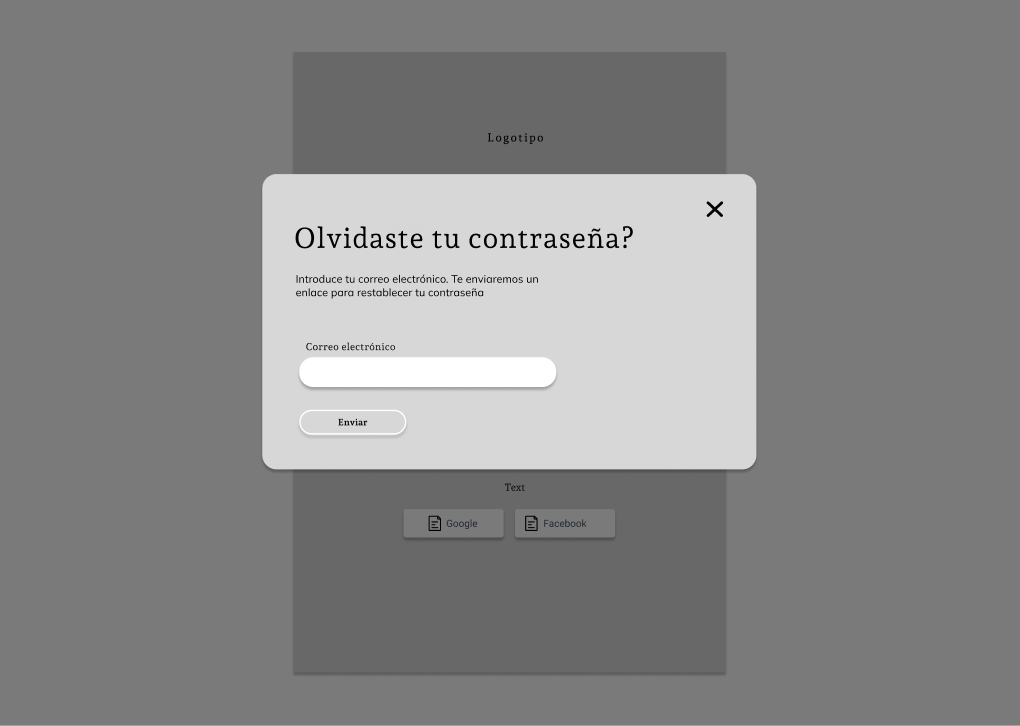 Logotipo
Olvidaste tu contraseña?
Introduce tu correo electrónico. Te enviaremos un
enlace para restablecer tu contraseña
Correo electrónico
Enviar
Text
Google
Facebook